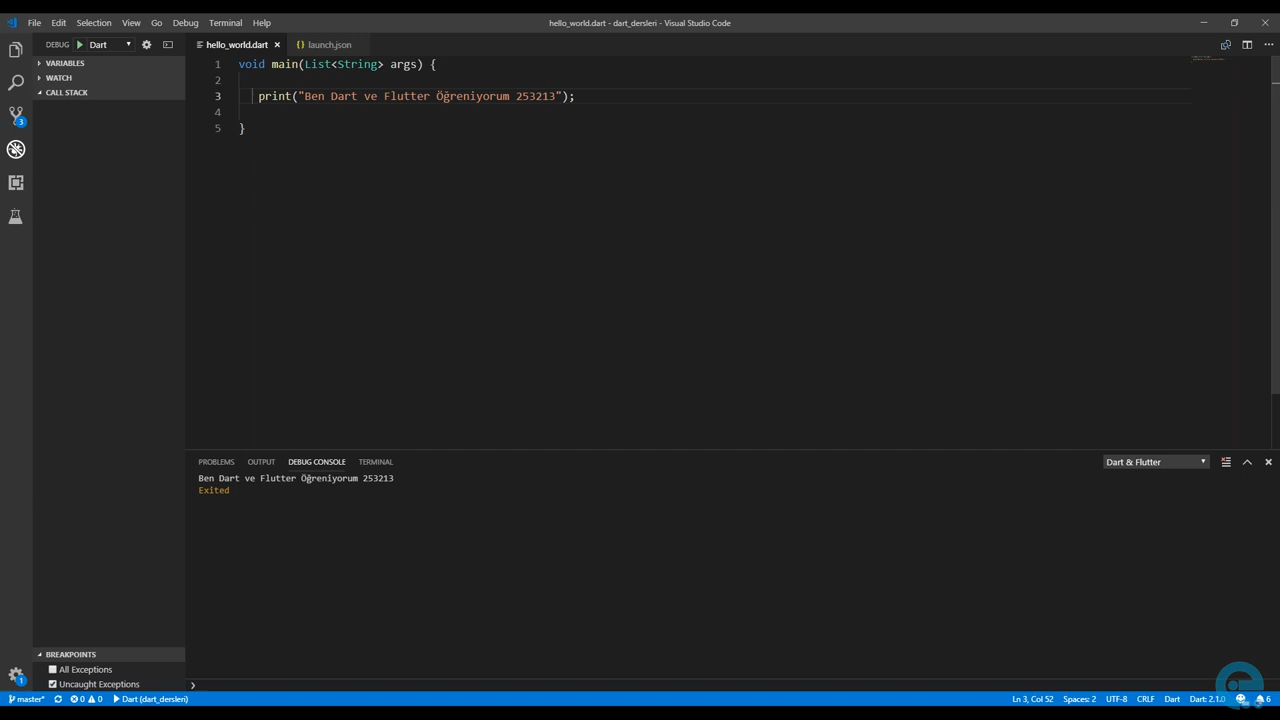 File Edit Selection View Go Debug Terminal Help
hello_world.dart - dart_dersleri - Visual Studio Code
DEBUG Dart
hello_world.dart
{} launch.json
VARIABLES
WATCH
CALL STACK
1 void main(List<String> args) {
2
3 print("Ben Dart ve Flutter Öğreniyorum 253213");
4
5 }
3
PROBLEMS OUTPUT DEBUG CONSOLE TERMINAL
Dart & Flutter
Ben Dart ve Flutter Öğreniyorum 253213
Exited
BREAKPOINTS
All Exceptions
Uncaught Exceptions
1
master* 0 0 Dart (dart_dersleri)
Ln 3, Col 52 Spaces: 2 UTF-8 CRLF Dart Dart: 2.1.0 6